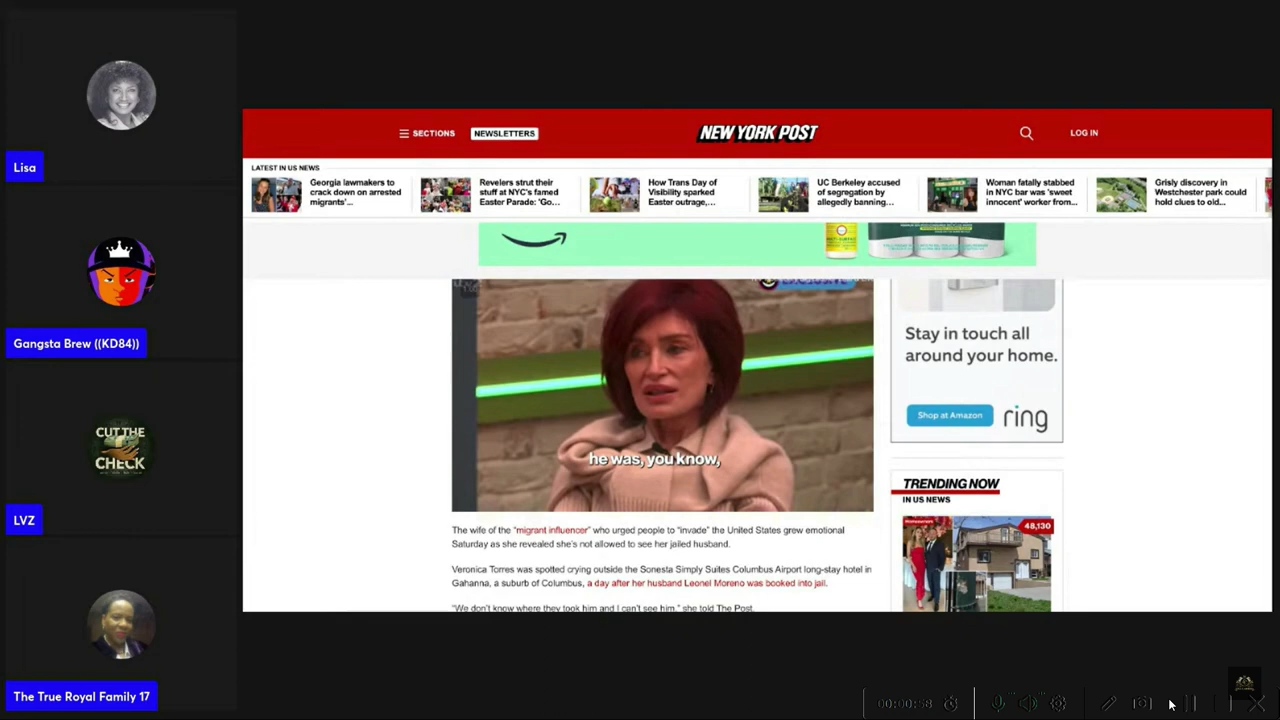 Lisa
Gangsta Brew ((KD84))
CUT THE
CHECK
LVZ
The True Royal Family 17
SECTIONS
NEWSLETTERS
NEW YORK POST
LOG IN
LATEST IN US NEWS
Georgia lawmakers to
crack down on arrested
migrants'...
Revelers strut their
stuff at NYC's famed
Easter Parade: 'Go...
How Trans Day of
Visibility sparked
Easter outrage,...
UC Berkeley accused
of segregation by
allegedly banning...
Woman fatally stabbed
in NYC bar was 'sweet
innocent' worker from...
Grisly discovery in
Westchester park could
hold clues to old...
he was, you know,
The wife of the "migrant influencer" who urged people to "invade" the United States grew emotional
Saturday as she revealed she's not allowed to see her jailed husband.
Veronica Torres was spotted crying outside the Sonesta Simply Suites Columbus Airport long-stay hotel in
Gahanna, a suburb of Columbus, a day after her husband Leonel Moreno was booked into jail.
"We don't know where they took him and I can't see him," she told The Post.
Stay in touch all
around your home.
Shop at Amazon
ring
TRENDING NOW
IN US NEWS
48,130
00:00:58